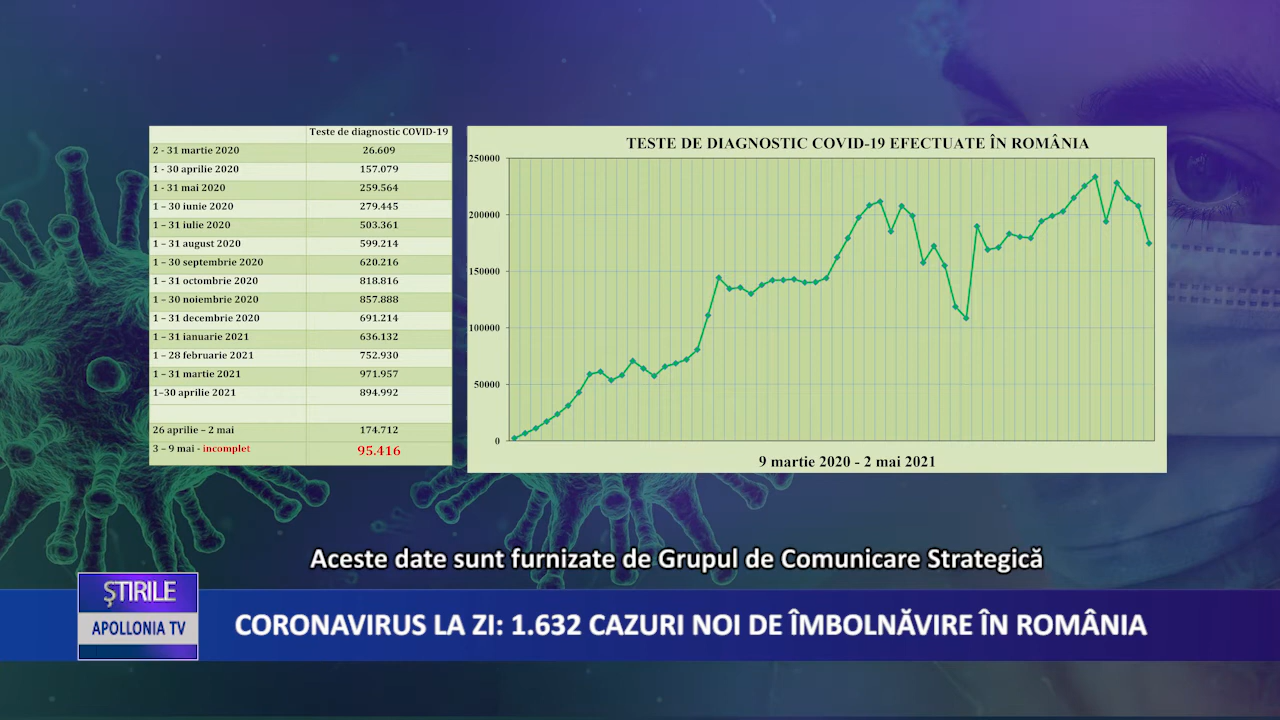 Teste de diagnostic COVID-19
2 - 31 martie 2020 26.609
1 - 30 aprilie 2020 157.079
1 - 31 mai 2020 259.564
1 – 30 iunie 2020 279.445
1 – 31 iulie 2020 503.361
1 – 31 august 2020 599.214
1 – 30 septembrie 2020 620.216
1 – 31 octombrie 2020 818.816
1 – 30 noiembrie 2020 857.888
1 – 31 decembrie 2020 691.214
1 – 31 ianuarie 2021 636.132
1 – 28 februarie 2021 752.930
1 – 31 martie 2021 971.957
1–30 aprilie 2021 894.992
26 aprilie – 2 mai 174.712
3 – 9 mai - incomplet 95.416
TESTE DE DIAGNOSTIC COVID-19 EFECTUATE ÎN ROMÂNIA
250000
200000
150000
100000
50000
0
9 martie 2020 - 2 mai 2021
Aceste date sunt furnizate de Grupul de Comunicare Strategică
ȘTIRILE
APOLLONIA TV
CORONAVIRUS LA ZI: 1.632 CAZURI NOI DE ÎMBOLNĂVIRE ÎN ROMÂNIA